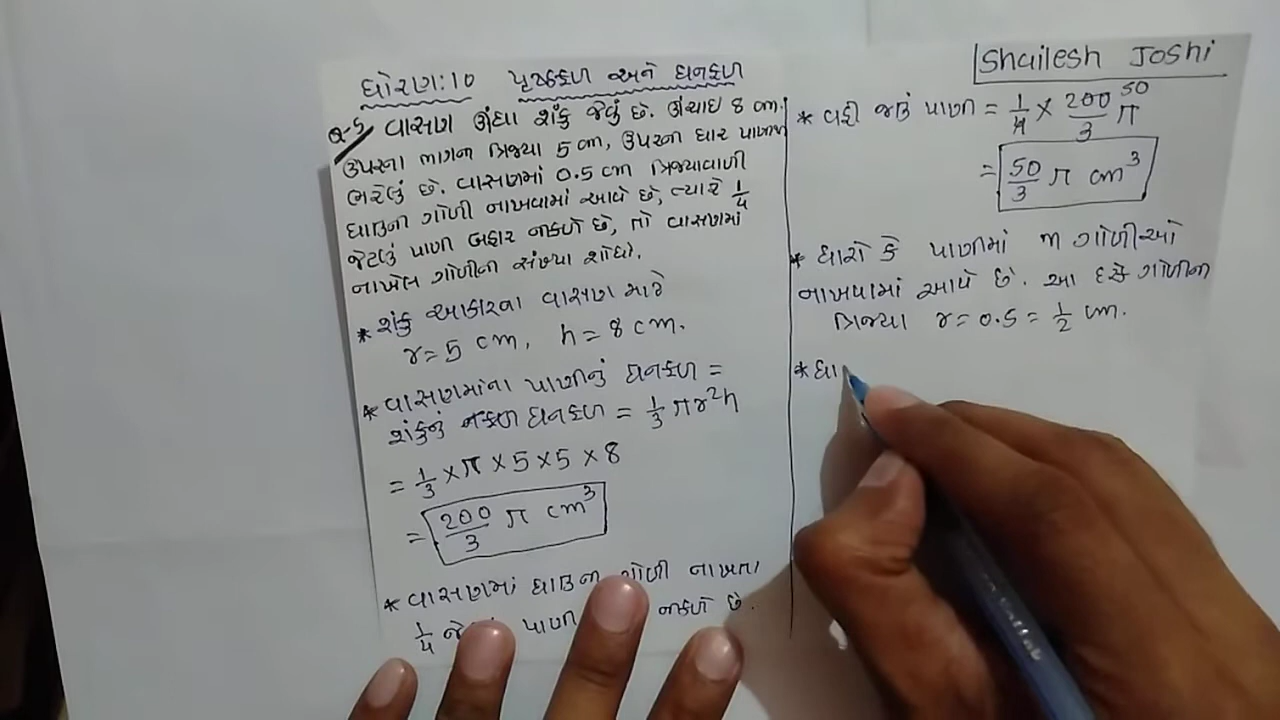 ધોરણ:10 પૃષ્ઠફળ અને ઘનફળ
Q-5 વાસણ ઊંધા શંકુ જેવું છે. ઊંચાઇ 8 cm.
ઉપરના ભાગની ત્રિજ્યા 5 cm, ઉપરની ધાર પાણીથી
ભરેલું છે. વાસણમાં 0.5 cm ત્રિજ્યાવાળી
ધાતુની ગોળી નાખવામાં આવે છે, ત્યારે 1/4
જેટલું પાણી બહાર નીકળે છે, તો વાસણમાં
નાખેલ ગોળીની સંખ્યા શોધો.
* શંકુ આકારના વાસણ માટે
r = 5 cm, h = 8 cm.
* વાસણમાંના પાણીનું ઘનફળ =
શંકુનું ઘનફળ = 1/3 πr²h
= 1/3 × π × 5 × 5 × 8
= 200/3 π cm³
* વાસણમાં ધાતુની ગોળી નાખતા
1/4 પાણી નીકળે છે.
Shailesh Joshi
* વહી જતું પાણી = 1/4 × 200/3 π 50
= 50/3 π cm³
* ધારો કે પાણીમાં n ગોળીઓ
નાખવામાં આવે છે. આ દરેક ગોળીની
ત્રિજ્યા r = 0.5 = 1/2 cm.
* ધા